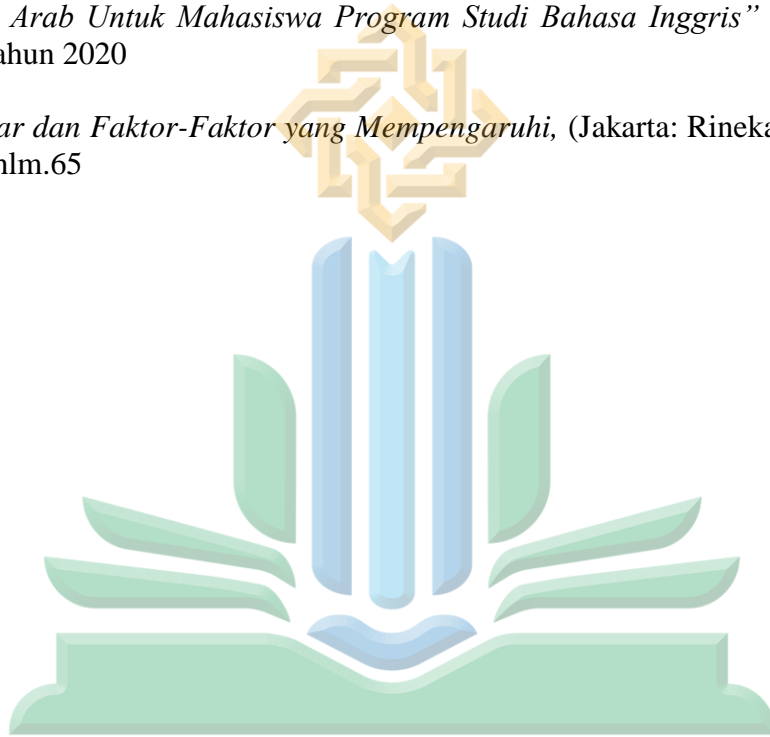 Arab Untuk Mahasiswa Program Studi Bahasa Inggris”
ahun 2020
ar dan Faktor-Faktor yang Mempengaruhi, (Jakarta: Rineka
hlm.65